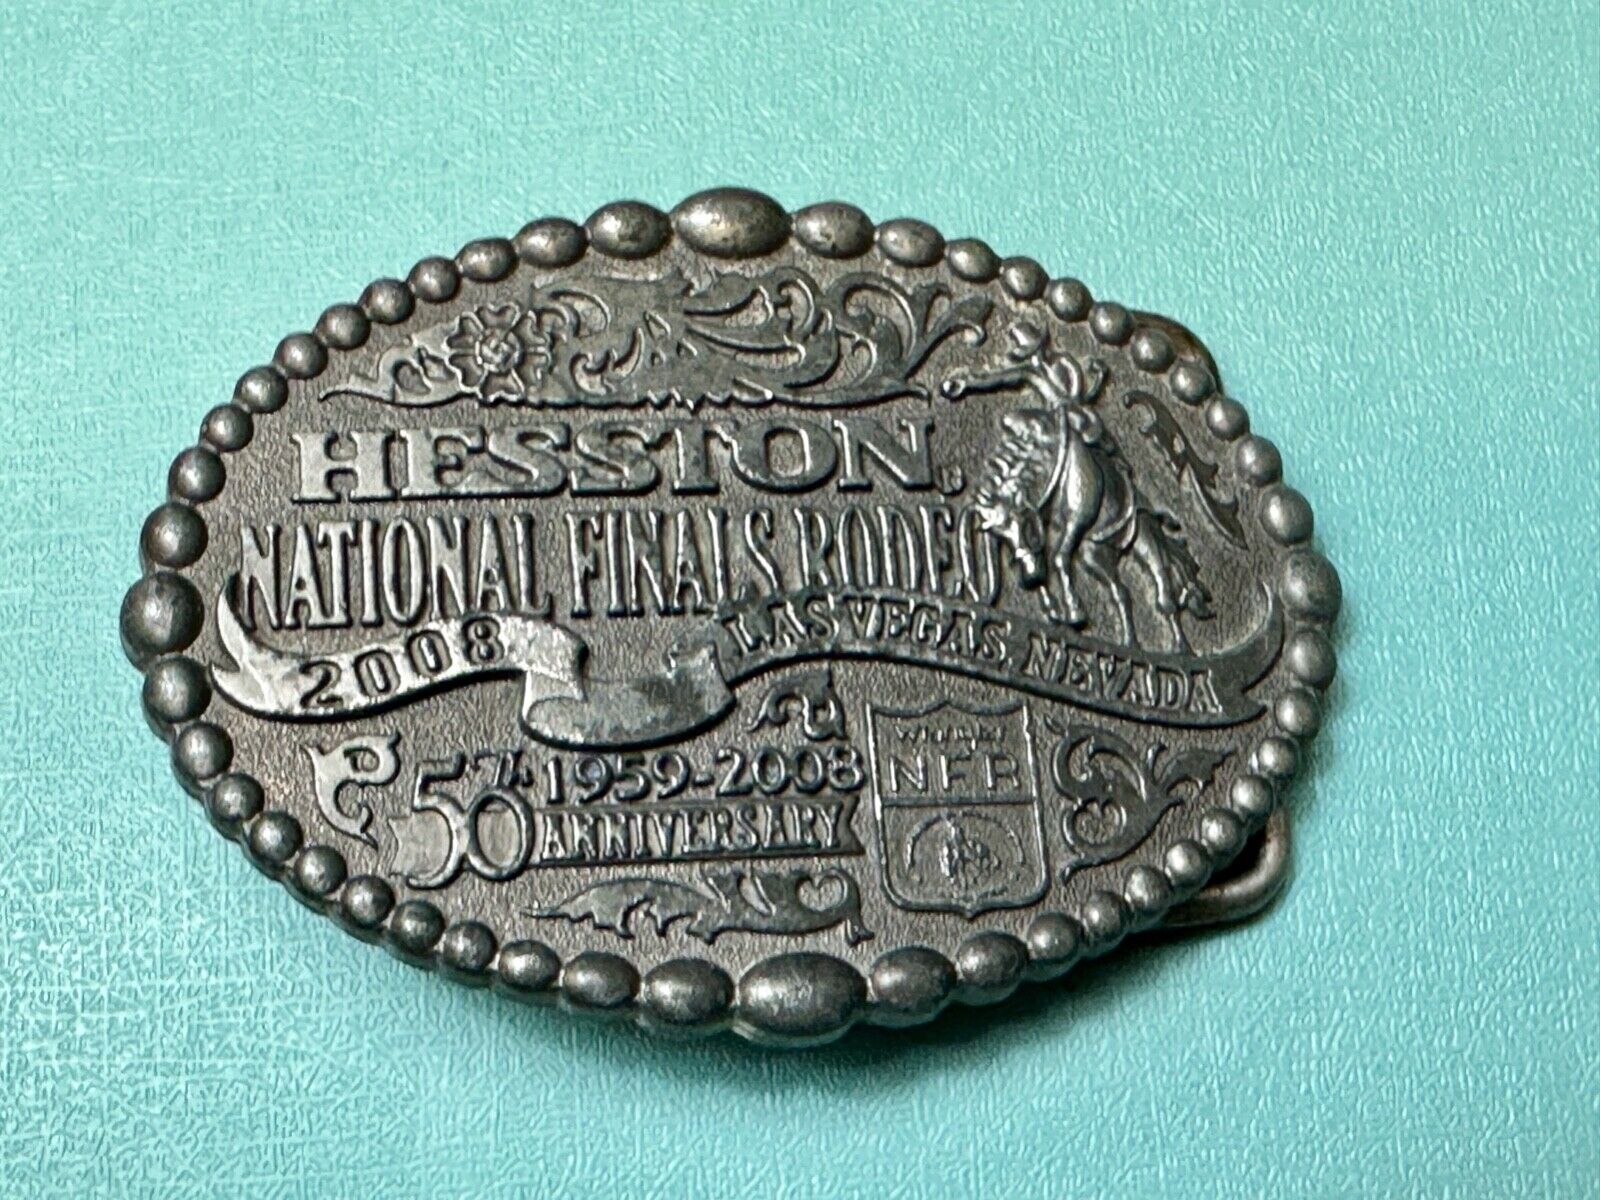 HESSTON.
NATIONAL FINALS RODEO
2008
LAS VEGAS, NEVADA
50th 1959-2008
ANNIVERSARY
NFR